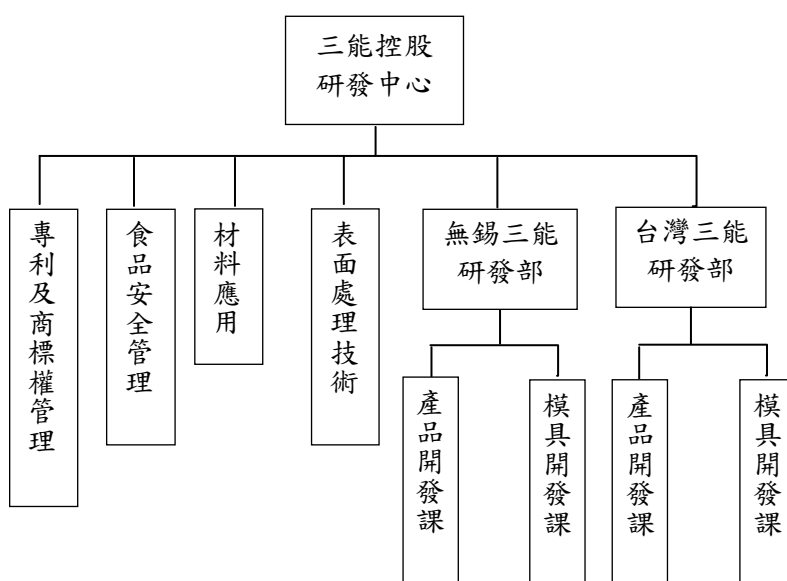 三能控股
研發中心
專利及商標權管理
食品安全管理
材料應用
表面處理技術
無錫三能
研發部
台灣三能
研發部
產品開發課
模具開發課
產品開發課
模具開發課